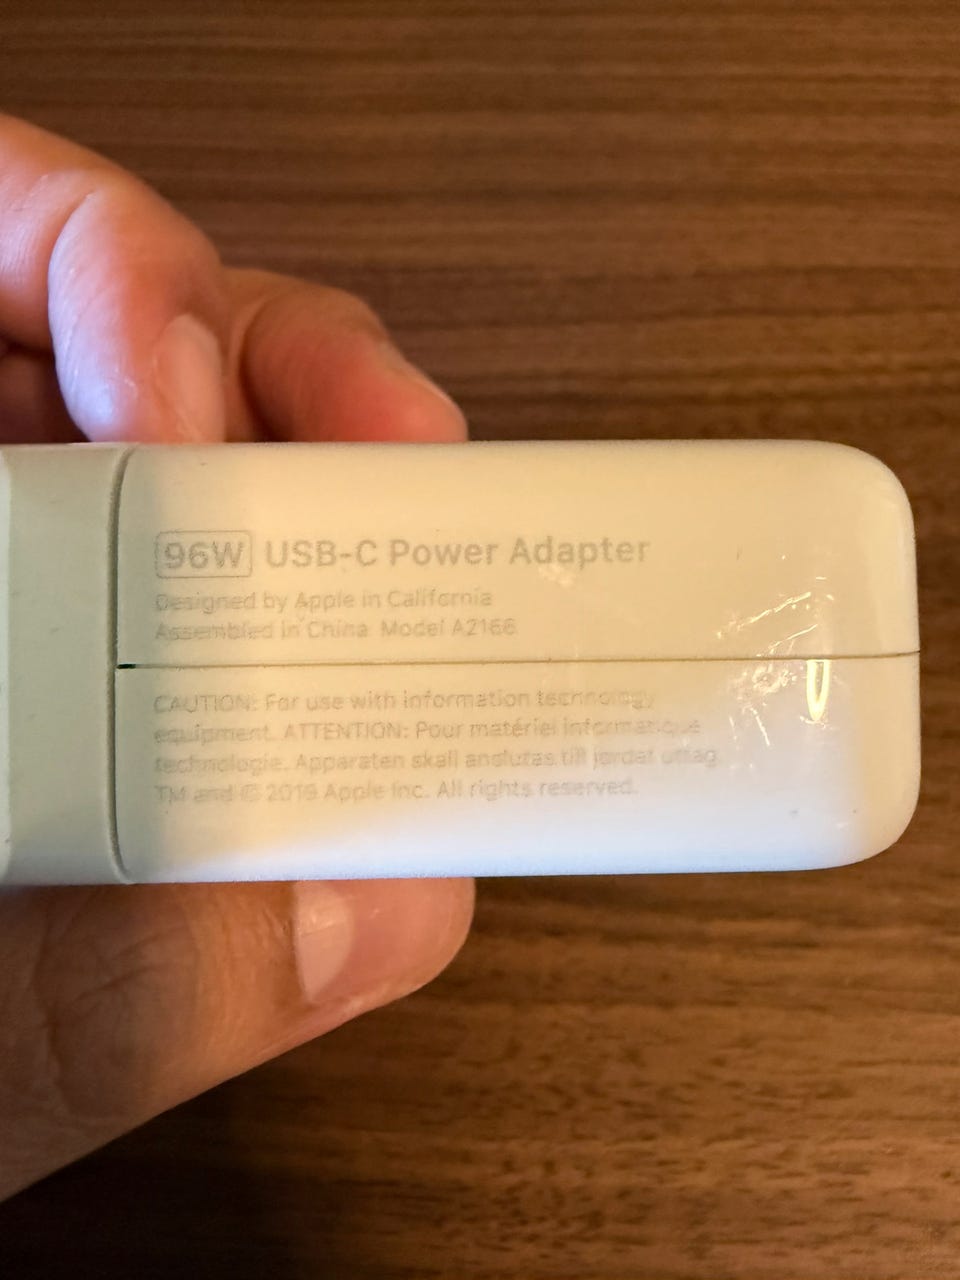 96W USB-C Power Adapter
Designed by Apple in California
Assembled in China Model A2166
CAUTION: For use with information technology
equipment. ATTENTION: Pour matériel informatique
technologie. Apparaten skall anslutas till jordat uttag.
TM and © 2019 Apple Inc. All rights reserved.